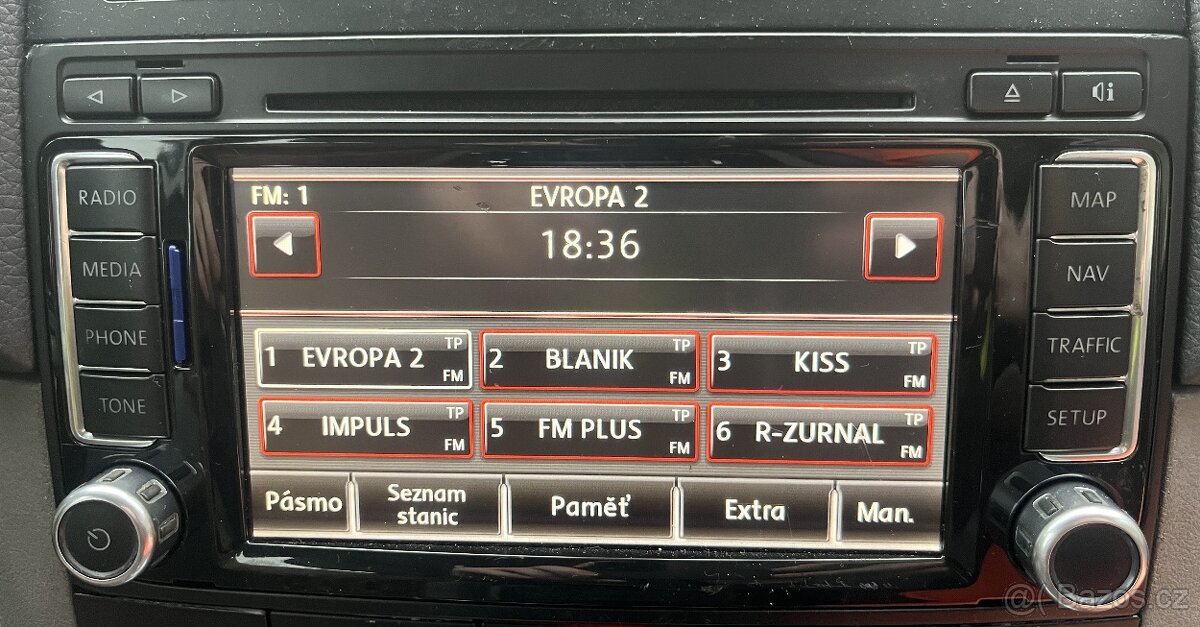 RADIO
MEDIA
PHONE
TONE
FM: 1
EVROPA 2
18:36
1 EVROPA 2 TP FM
2 BLANIK TP FM
3 KISS TP FM
4 IMPULS TP FM
5 FM PLUS TP FM
6 R-ZURNAL TP FM
Pásmo
Seznam
stanic
Paměť
Extra
Man.
MAP
NAV
TRAFFIC
SETUP
i
@( Bazos.cz